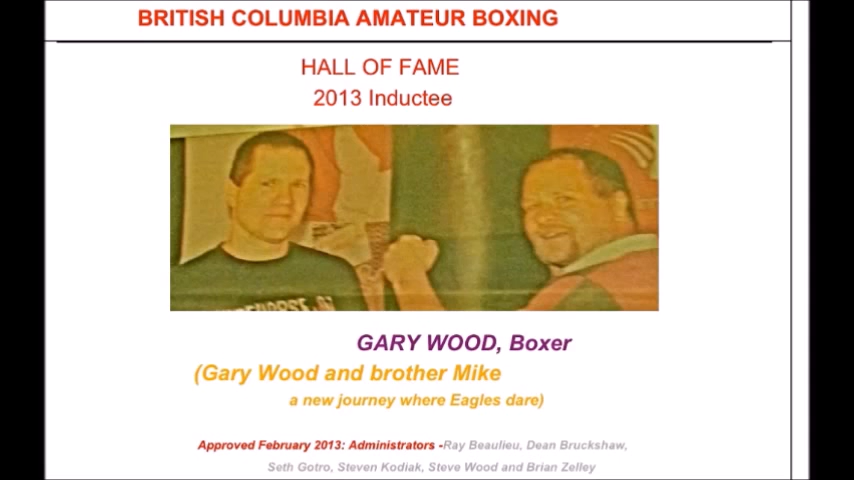 BRITISH COLUMBIA AMATEUR BOXING
HALL OF FAME
2013 Inductee
GARY WOOD, Boxer
(Gary Wood and brother Mike
a new journey where Eagles dare)
Approved February 2013: Administrators -Ray Beaulieu, Dean Bruckshaw,
Seth Gotro, Steven Kodiak, Steve Wood and Brian Zelley